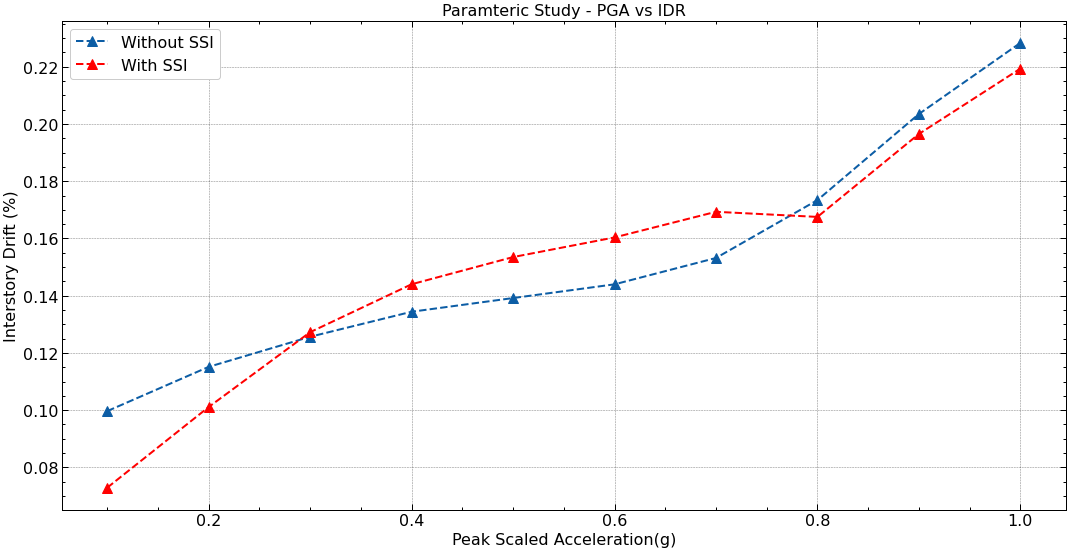 Paramteric Study - PGA vs IDR
Without SSI
With SSI
0.22
0.20
0.18
0.16
0.14
0.12
0.10
0.08
Interstory Drift (%)
0.2 0.4 0.6 0.8 1.0
Peak Scaled Acceleration(g)